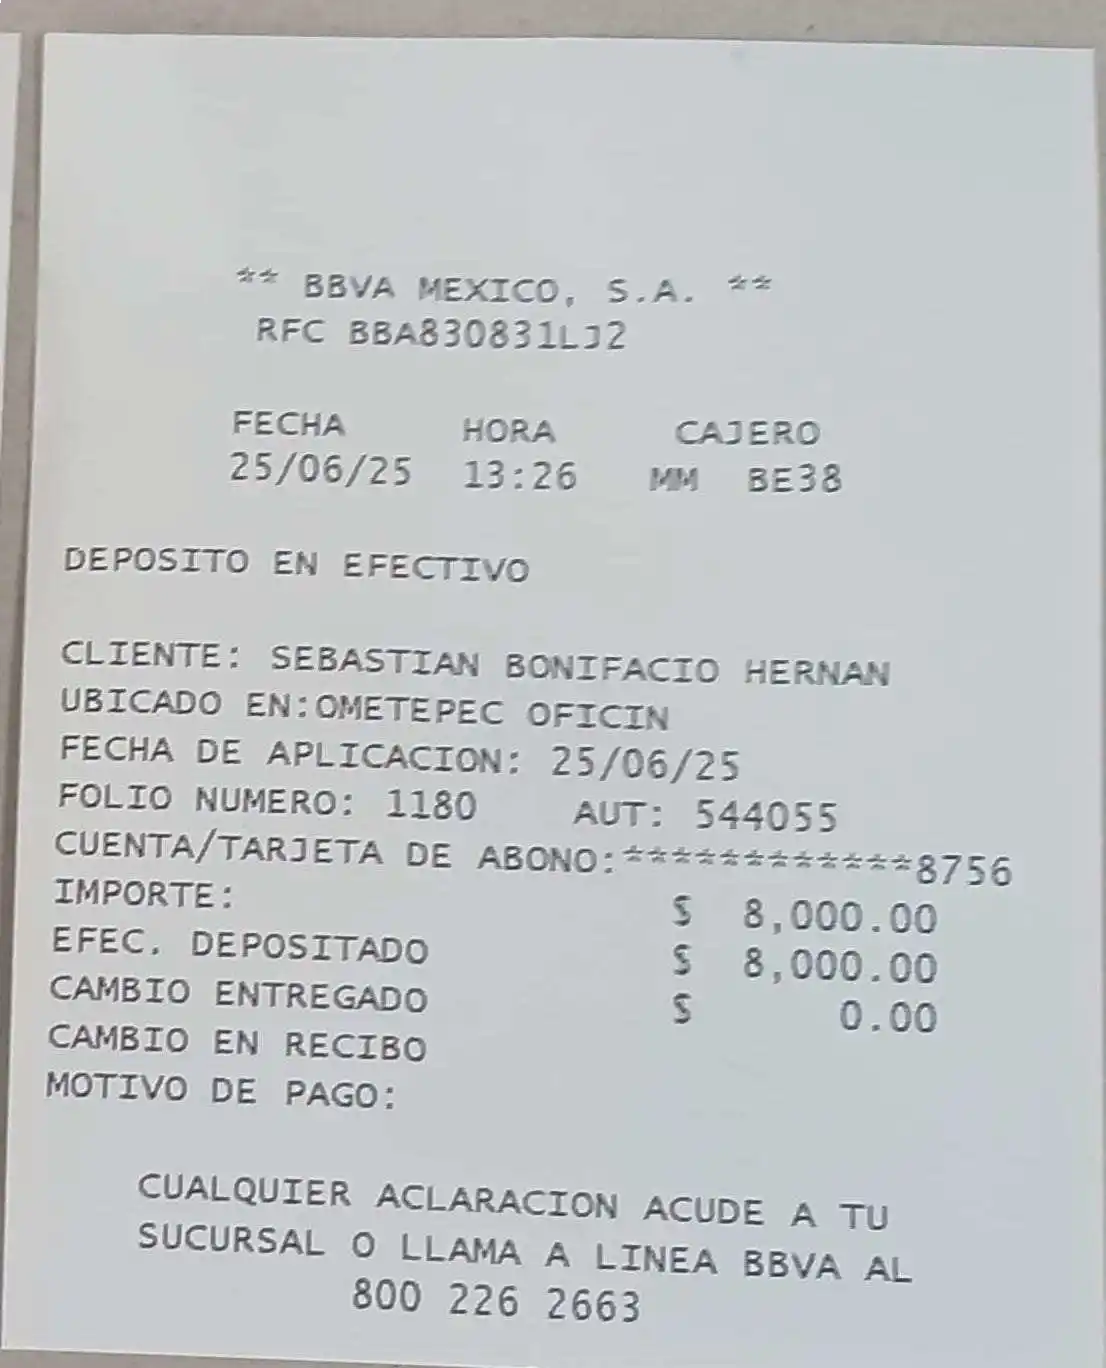 ** BBVA MEXICO, S.A. **
RFC BBA830831LJ2
FECHA HORA CAJERO
25/06/25 13:26 MM BE38
DEPOSITO EN EFECTIVO
CLIENTE: SEBASTIAN BONIFACIO HERNAN
UBICADO EN:OMETEPEC OFICIN
FECHA DE APLICACION: 25/06/25
FOLIO NUMERO: 1180 AUT: 544055
CUENTA/TARJETA DE ABONO:************8756
IMPORTE: $ 8,000.00
EFEC. DEPOSITADO $ 8,000.00
CAMBIO ENTREGADO $ 0.00
CAMBIO EN RECIBO
MOTIVO DE PAGO:
CUALQUIER ACLARACION ACUDE A TU
SUCURSAL O LLAMA A LINEA BBVA AL
800 226 2663